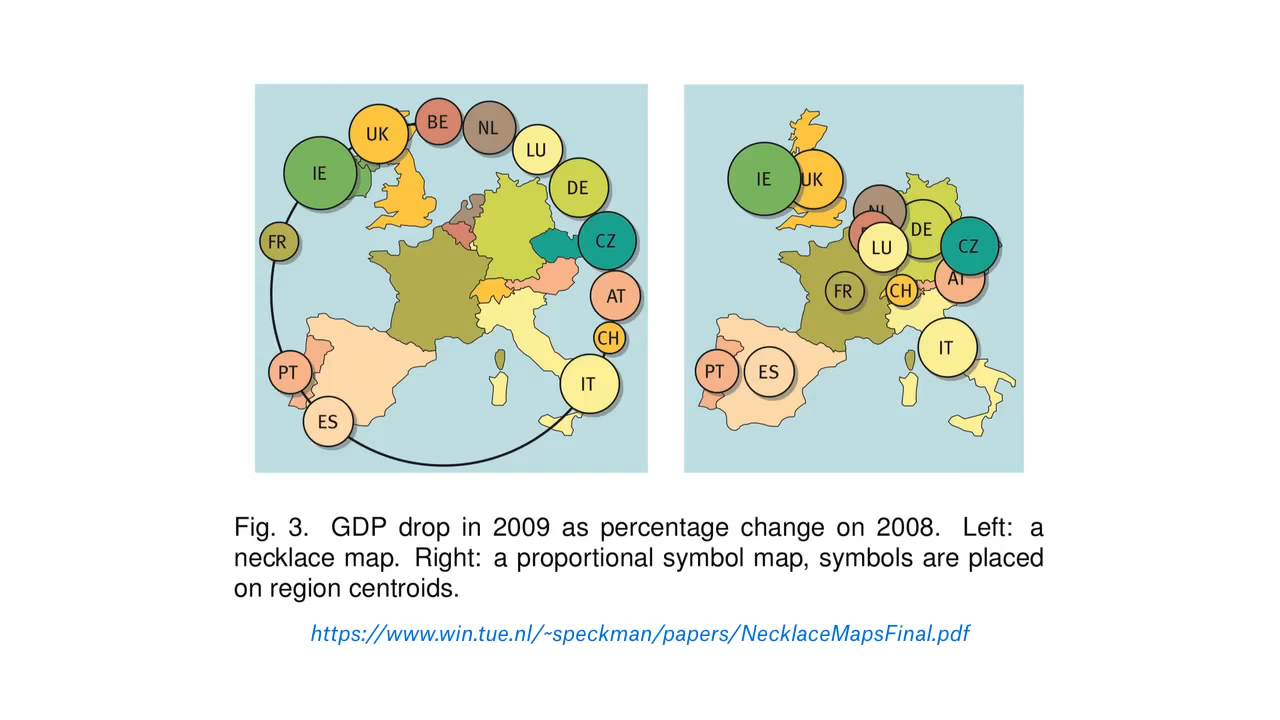 UK
BE
NL
LU
IE
DE
FR
CZ
AT
CH
PT
IT
ES
IE
UK
NL
DE
LU
CZ
AT
FR
CH
IT
PT
ES
Fig. 3. GDP drop in 2009 as percentage change on 2008. Left: a
necklace map. Right: a proportional symbol map, symbols are placed
on region centroids.
https://www.win.tue.nl/~speckman/papers/NecklaceMapsFinal.pdf